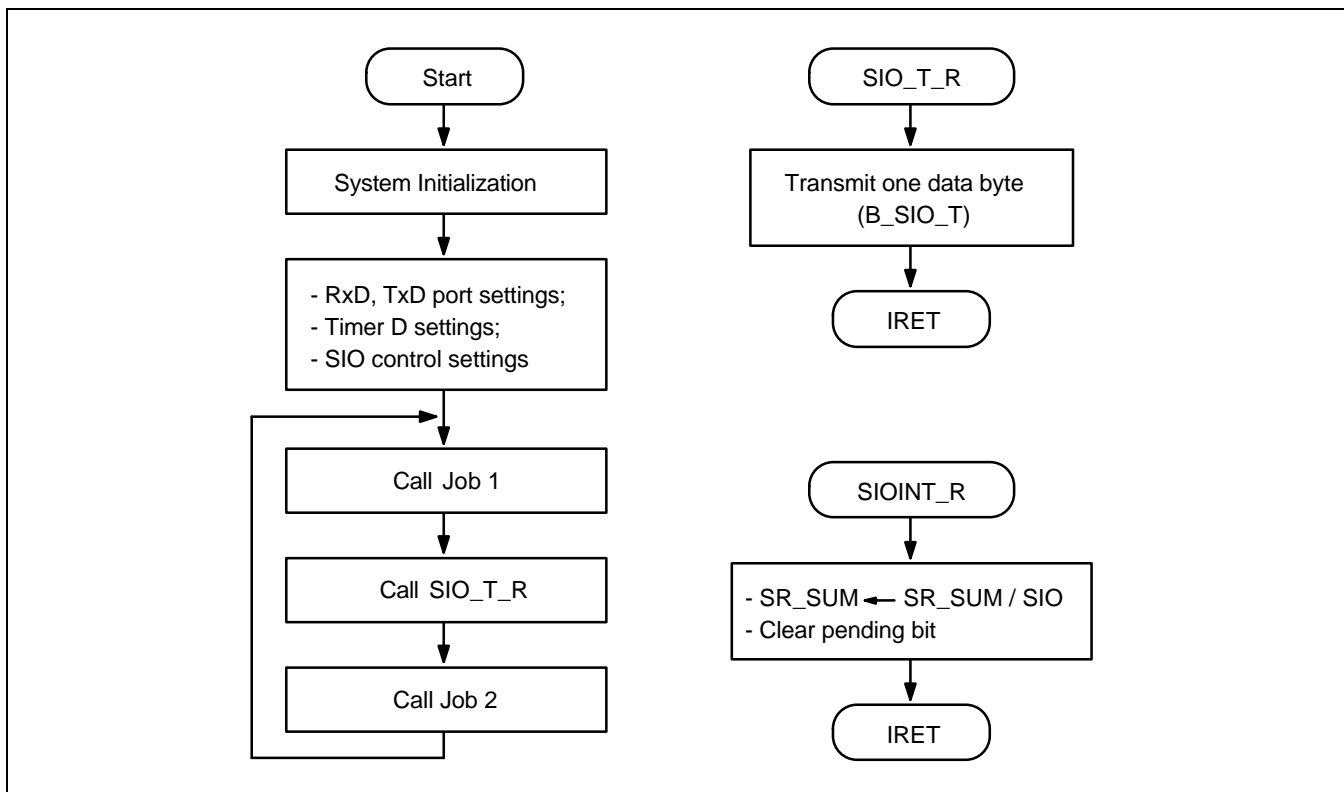 Start
System Initialization
- RxD, TxD port settings;
- Timer D settings;
- SIO control settings
Call Job 1
Call SIO_T_R
Call Job 2
SIO_T_R
Transmit one data byte
(B_SIO_T)
IRET
SIOINT_R
- SR_SUM ← SR_SUM / SIO
- Clear pending bit
IRET